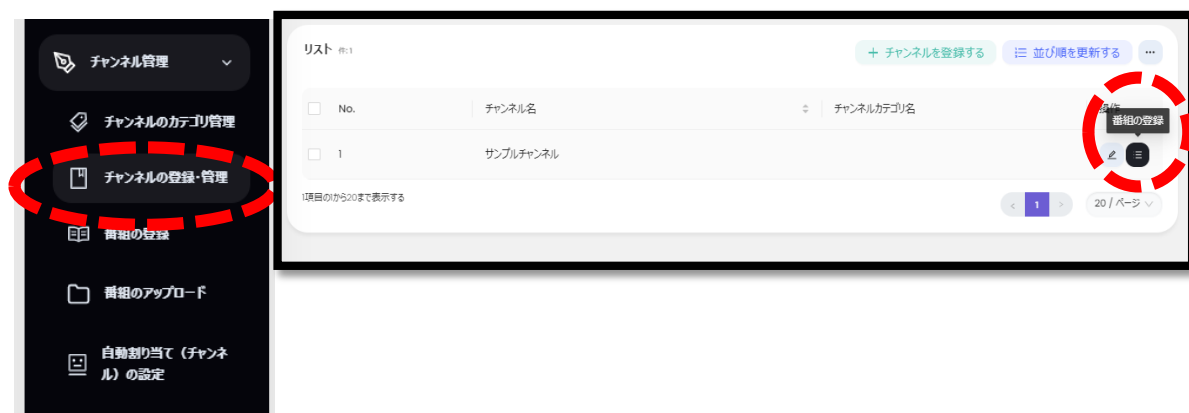 チャンネル管理
チャンネルのカテゴリ管理
チャンネルの登録・管理
番組の登録
番組のアップロード
自動割り当て（チャンネ
ル）の設定
リスト 件:1
チャンネルを登録する
並び順を更新する
No.
チャンネル名
チャンネルカテゴリ名
操作
番組の登録
1
サンプルチャンネル
1項目の1から20まで表示する
1
20 / ページ